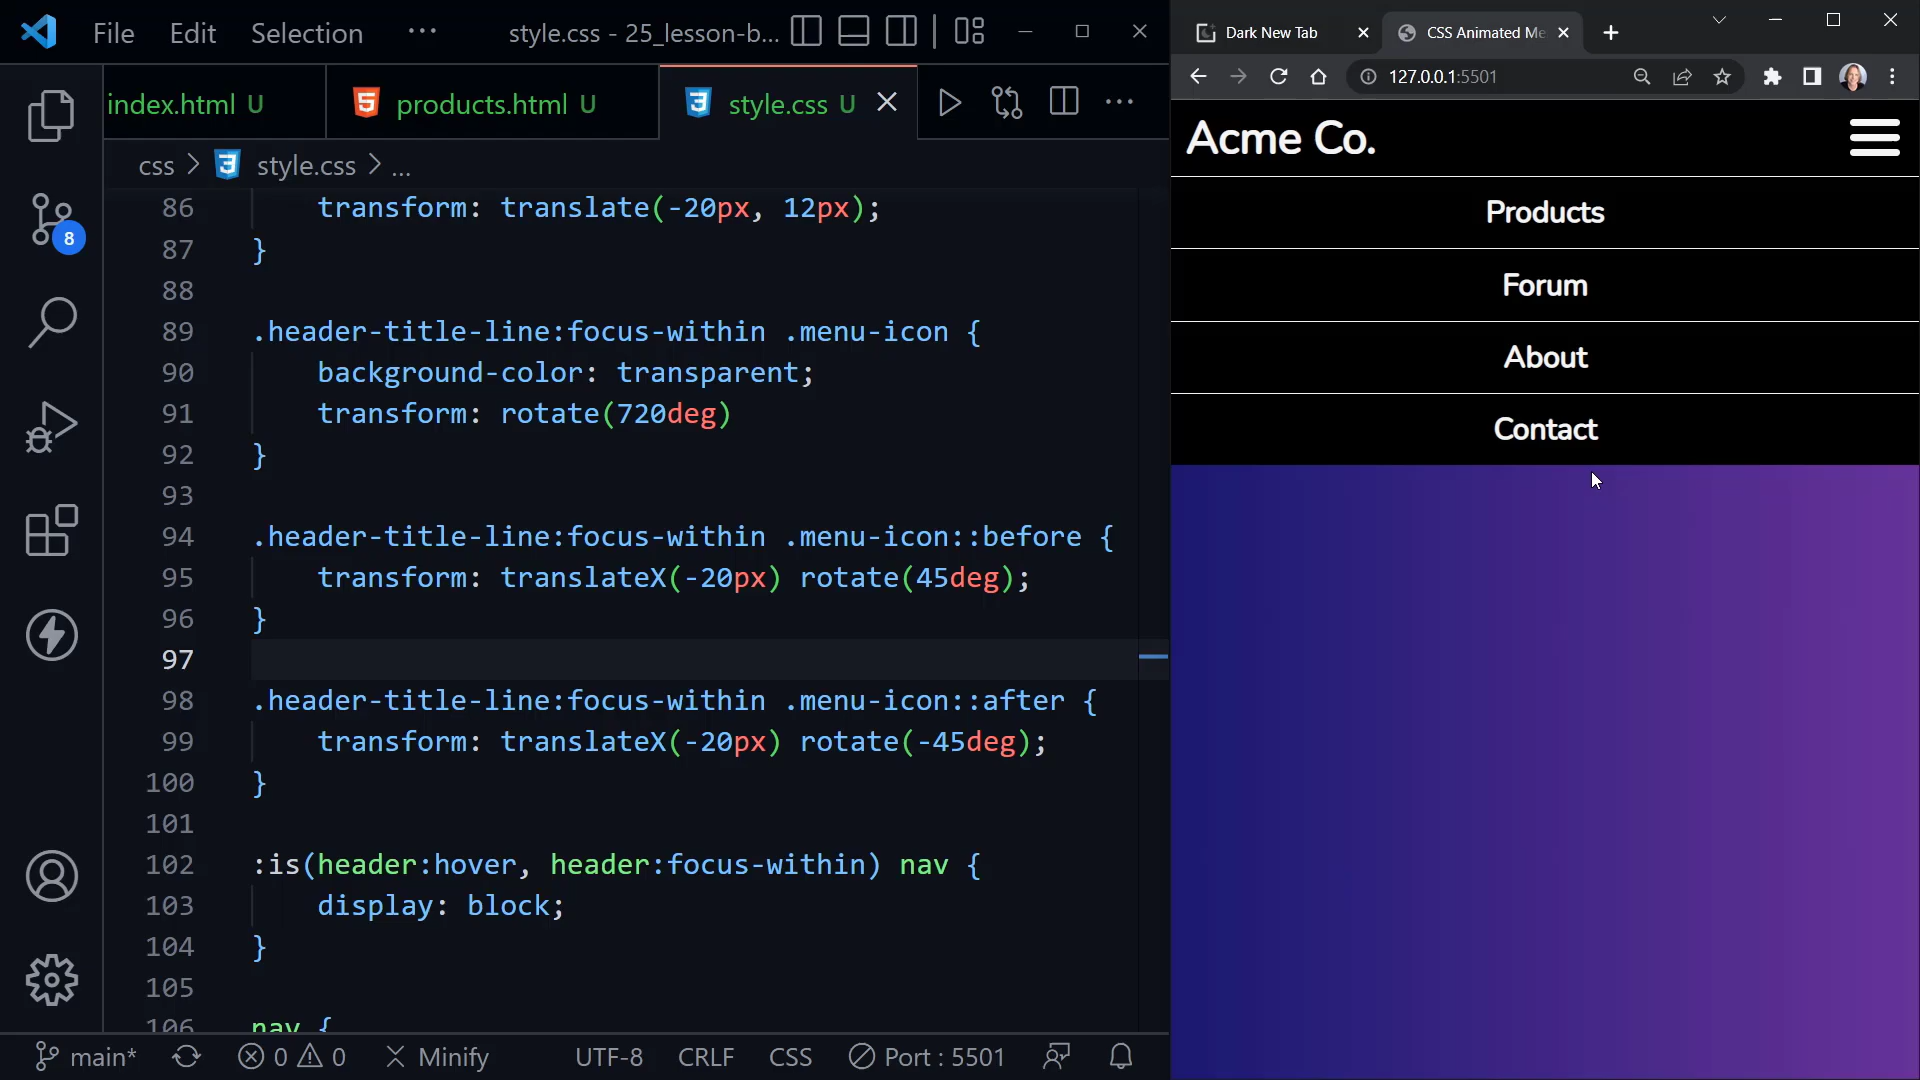 File Edit Selection ··· style.css - 25_lesson-b...
index.html U products.html U style.css U
css > style.css > ...
86 transform: translate(-20px, 12px);
87 }
88
89 .header-title-line:focus-within .menu-icon {
90 background-color: transparent;
91 transform: rotate(720deg)
92 }
93
94 .header-title-line:focus-within .menu-icon::before {
95 transform: translateX(-20px) rotate(45deg);
96 }
97
98 .header-title-line:focus-within .menu-icon::after {
99 transform: translateX(-20px) rotate(-45deg);
100 }
101
102 :is(header:hover, header:focus-within) nav {
103 display: block;
104 }
105
106 nav {
8
main* 0 0 Minify UTF-8 CRLF CSS Port : 5501
Dark New Tab CSS Animated Me
127.0.0.1:5501
Acme Co.
Products
Forum
About
Contact